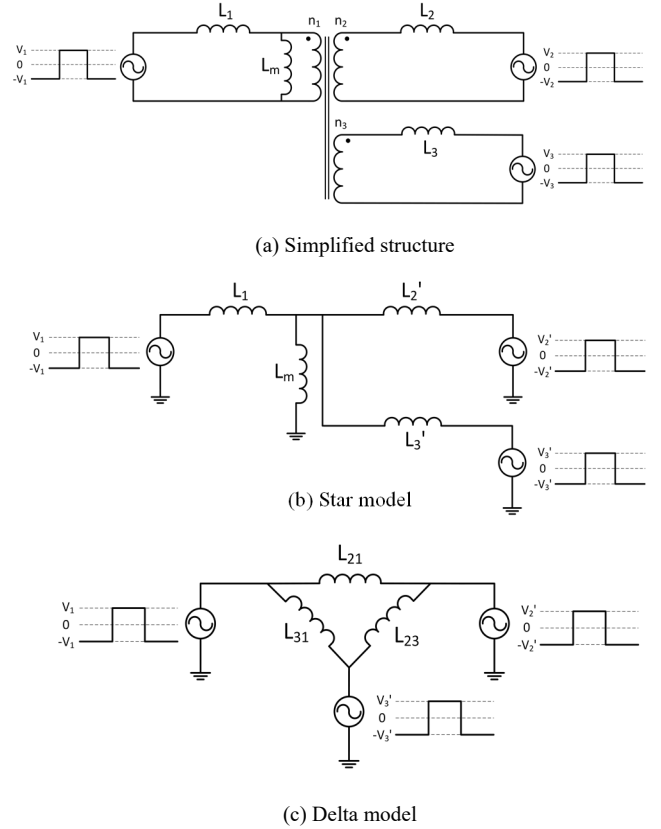 L₁ n₁ n₂ L₂
V₁
0
-V₁
Lₘ
V₂
0
-V₂
n₃
L₃
V₃
0
-V₃
(a) Simplified structure
L₁ L₂'
V₁
0
-V₁
Lₘ
V₂'
0
-V₂'
L₃'
V₃'
0
-V₃'
(b) Star model
L₂₁
V₁
0
-V₁
L₃₁ L₂₃
V₂'
0
-V₂'
V₃'
0
-V₃'
(c) Delta model